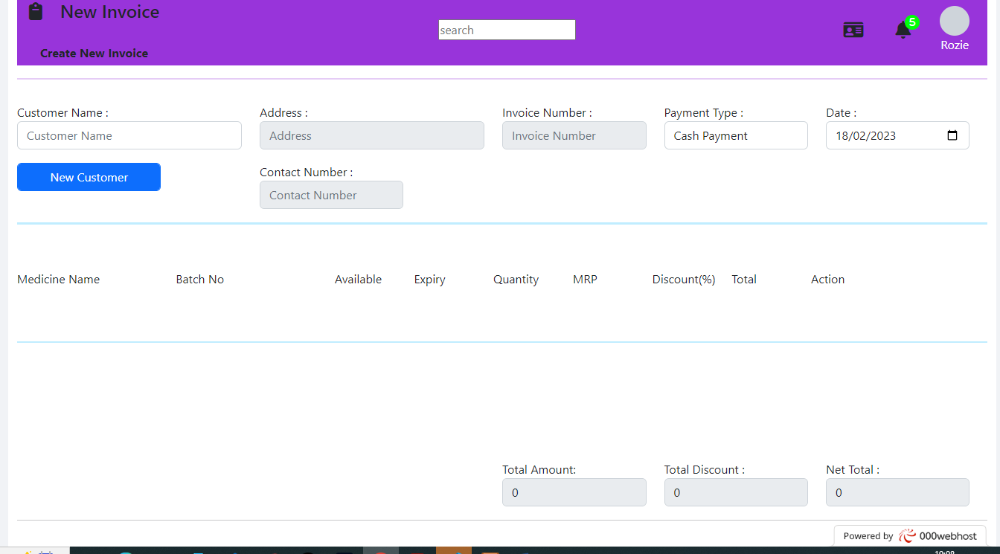 New Invoice
search
5
Rozie
Create New Invoice
Customer Name :
Address :
Invoice Number :
Payment Type :
Date :
Customer Name
Address
Invoice Number
Cash Payment
18/02/2023
New Customer
Contact Number :
Contact Number
Medicine Name Batch No Available Expiry Quantity MRP Discount(%) Total Action
Total Amount:
Total Discount :
Net Total :
0
0
0
Powered by 000webhost